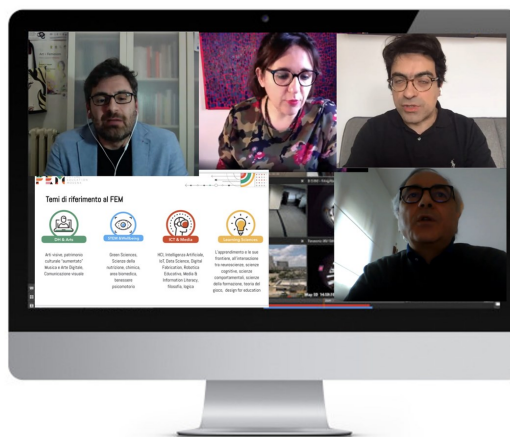 FEM
Temi di riferimento al FEM
DH & Arts
STEM & Wellbeing
ICT & Media
Learning Sciences
Arti visive, patrimonio
culturale "aumentato"
Musica e Arte Digitale,
Comunicazione visuale
Green Sciences,
Scienze della
nutrizione, clinica,
area biomedica,
benessere
psicomotorio
HCI, Intelligenza Artificiale,
IoT, Data Science, Digital
Fabrication, Robotica
Educativa, Media &
Information Literacy,
filosofia, logica
L'apprendimento e le sue
frontiere, all'intersezione
tra neuroscienze, scienze
cognitive, scienze
comportamentali, scienze
della formazione, teoria del
gioco, design for education